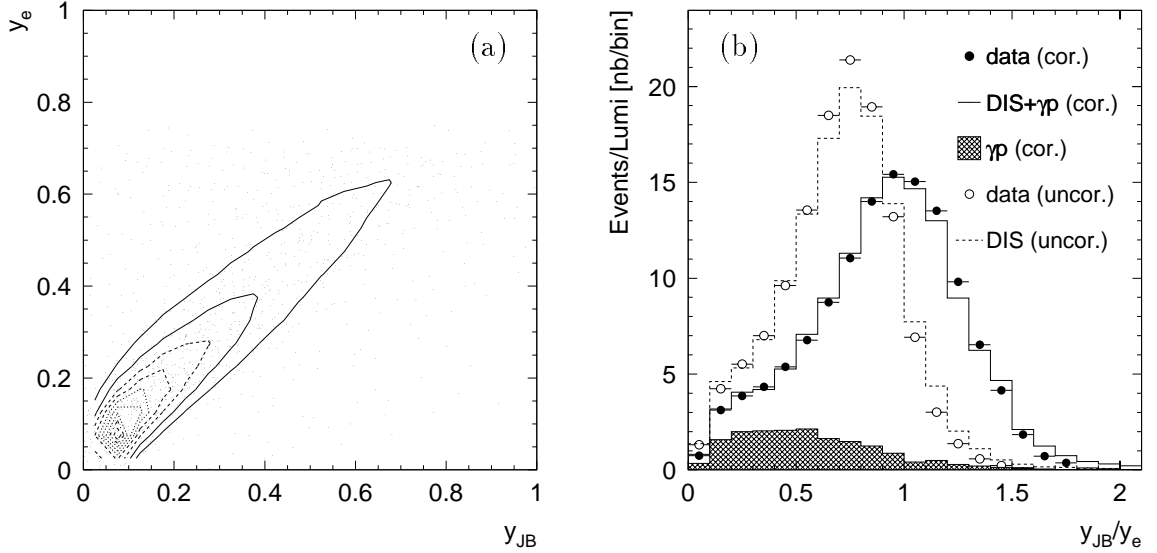 y_e
(a)
1
0.8
0.6
0.4
0.2
0
0 0.2 0.4 0.6 0.8 1
y_JB
Events/Lumi [nb/bin]
(b)
20
15
10
5
0
data (cor.)
DIS+γp (cor.)
γp (cor.)
data (uncor.)
DIS (uncor.)
0 0.5 1 1.5 2
y_JB/y_e